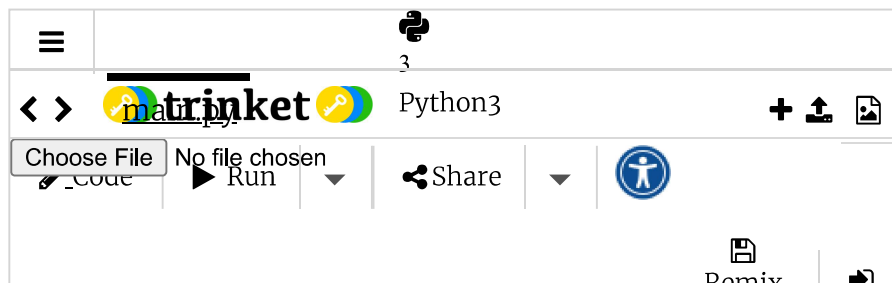 3
trinket
main.py
Python3
Choose File No file chosen
Code
Run
Share
Remix